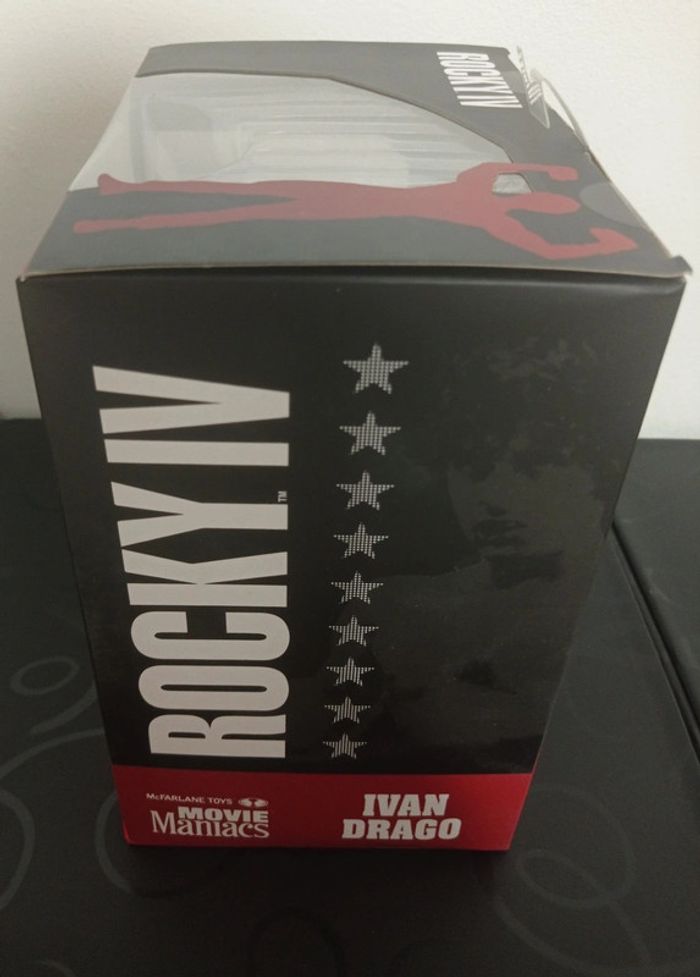 ROCKY IV
ROCKY IV™
McFARLANE TOYS
MOVIE
MANIACS
IVAN
DRAGO